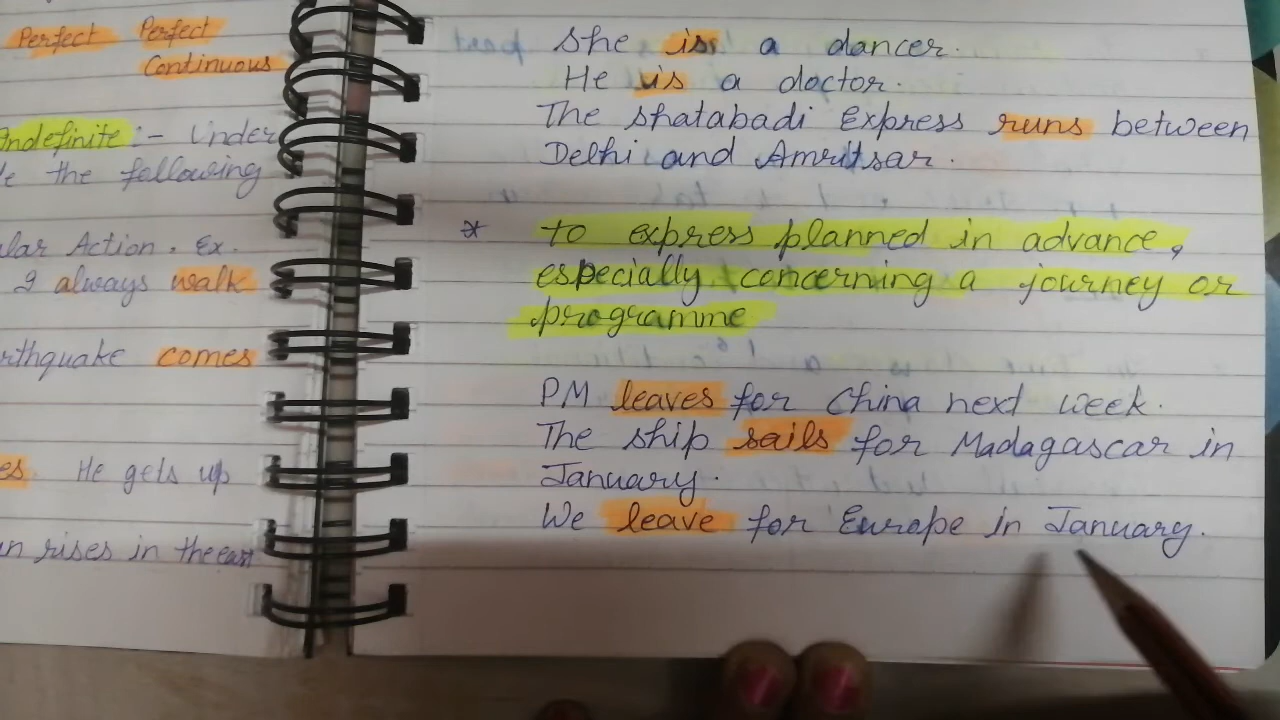 Perfect Perfect
Continuous
Indefinite :- Under
the following
Action. Ex.
I always walk
comes
He gets up
rises in the east
She is a dancer.
He is a doctor.
The Shatabadi Express runs between
Delhi and Amritsar.
* to express planned in advance,
especially concerning a journey or
programme
PM leaves for China next week.
The ship sails for Madagascar in
January.
We leave for Europe in January.